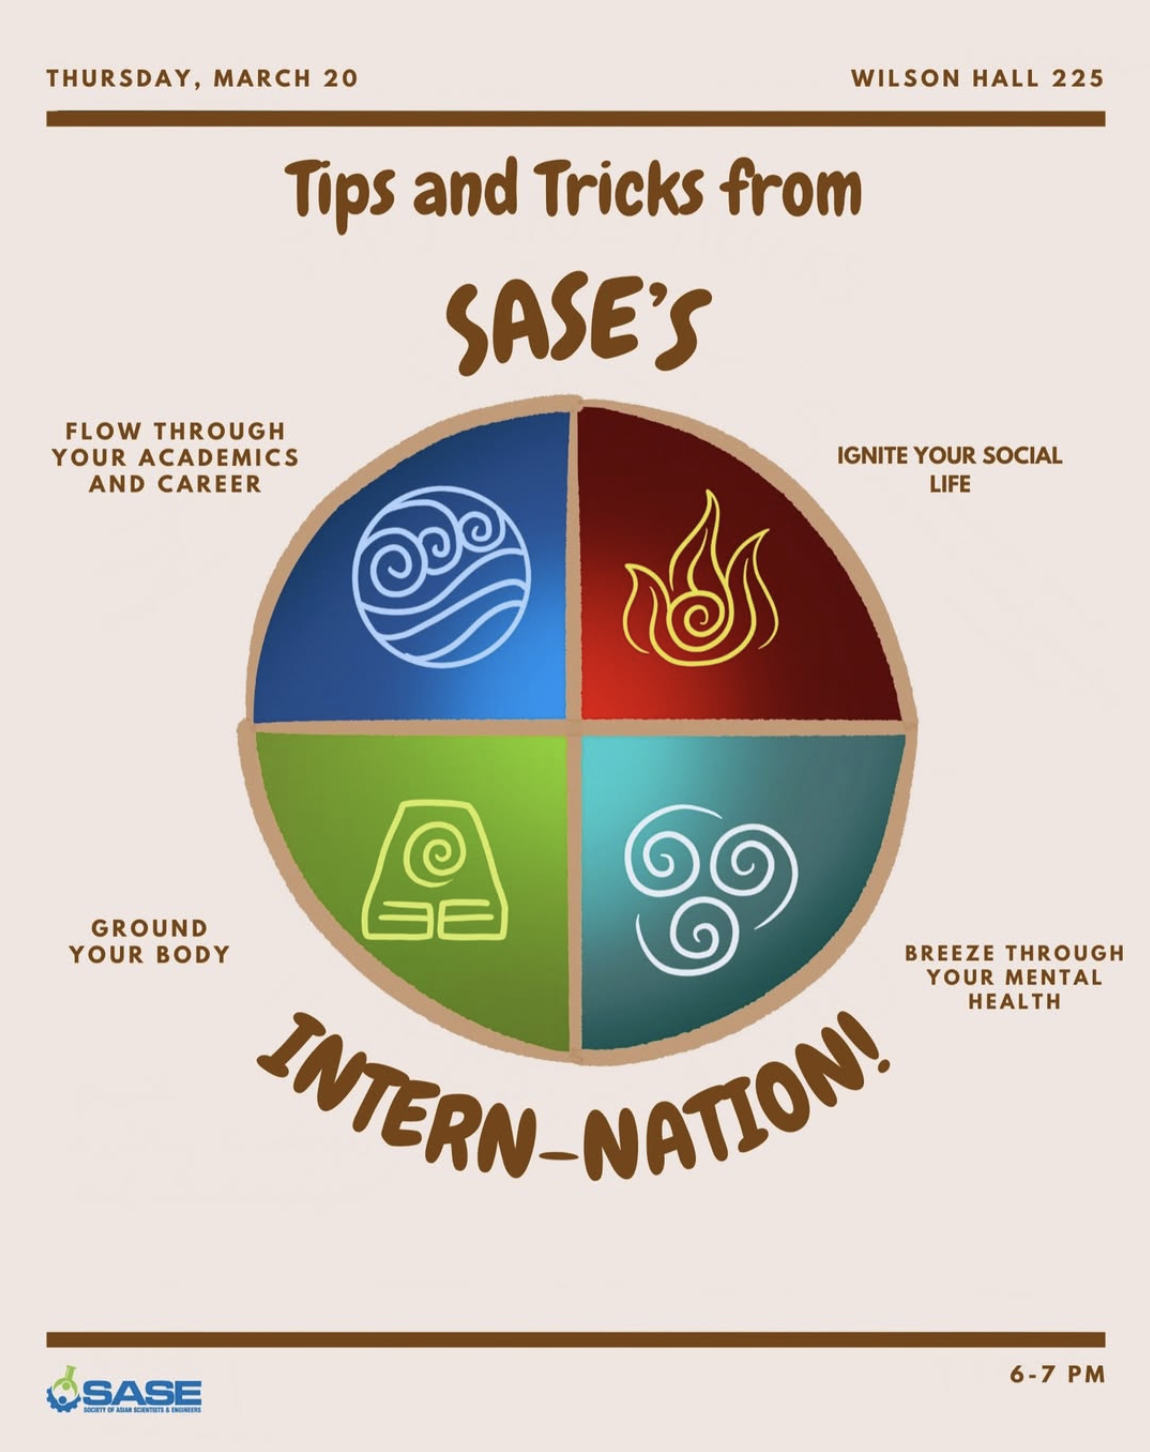 THURSDAY, MARCH 20
WILSON HALL 225
Tips and Tricks from
SASE'S
FLOW THROUGH
YOUR ACADEMICS
AND CAREER
IGNITE YOUR SOCIAL
LIFE
GROUND
YOUR BODY
BREEZE THROUGH
YOUR MENTAL
HEALTH
INTERN-NATION!
6-7 PM
SASE
SOCIETY OF ASIAN SCIENTISTS & ENGINEERS